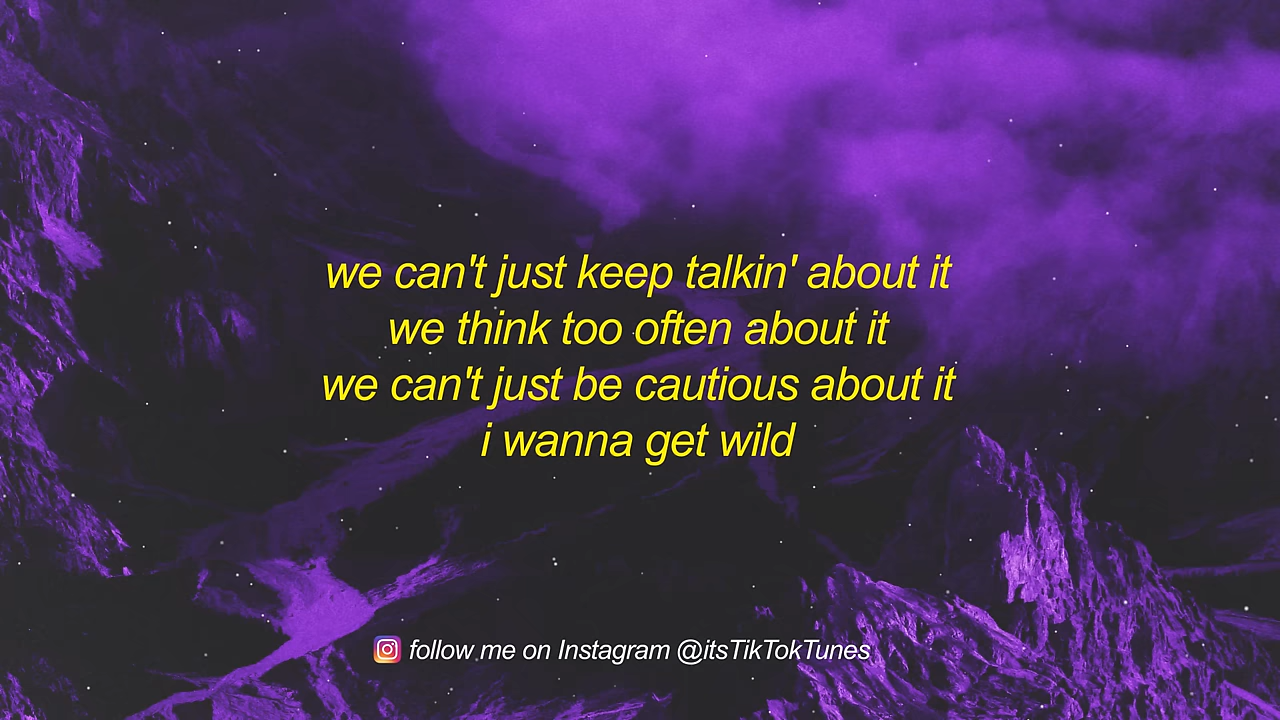 we can't just keep talkin' about it
we think too often about it
we can't just be cautious about it
i wanna get wild
follow me on Instagram @itsTikTokTunes